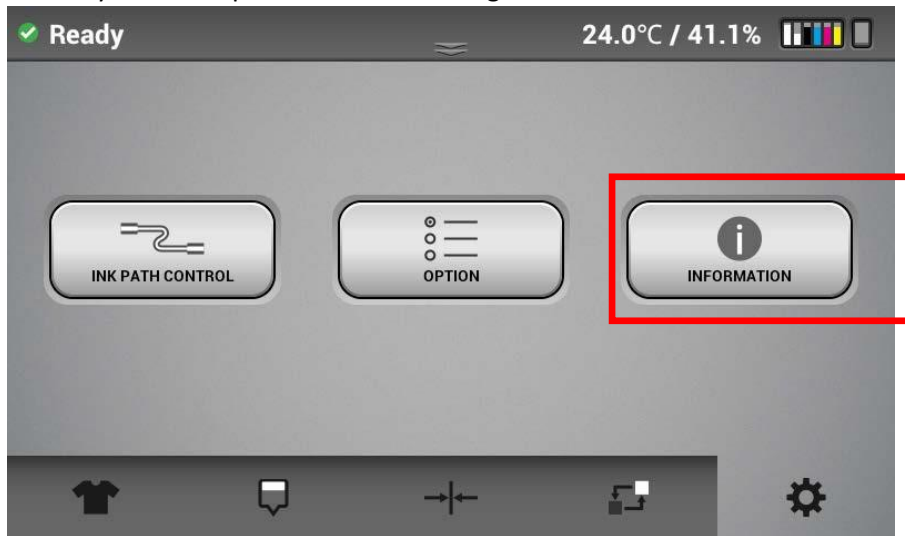 Ready 24.0°C / 41.1%
INK PATH CONTROL OPTION INFORMATION